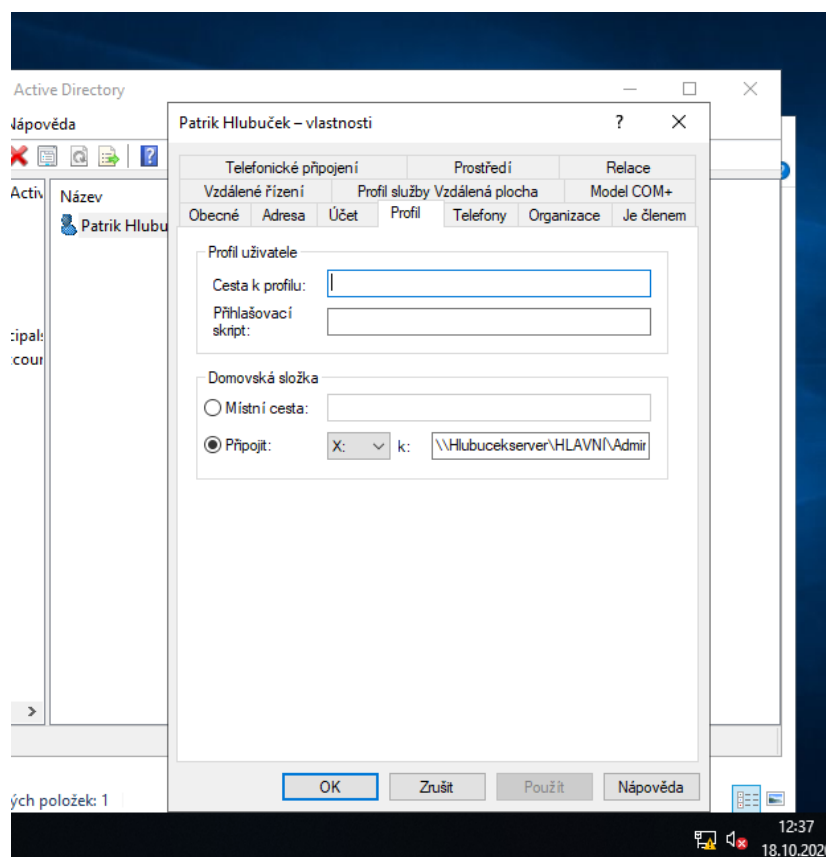 Active Directory
Nápověda
Patrik Hlubuček – vlastnosti
?
Telefonické připojení Prostředí Relace
Vzdálené řízení Profil služby Vzdálená plocha Model COM+
Obecné Adresa Účet Profil Telefony Organizace Je členem
Activ
Název
Patrik Hlubu
cipals
ccour
Profil uživatele
Cesta k profilu:
Přihlašovací
skript:
Domovská složka
Místní cesta:
Připojit: X: k: \\Hlubucekserver\HLAVNÍ\Admir
OK Zrušit Použít Nápověda
ých položek: 1
12:37
18.10.2020